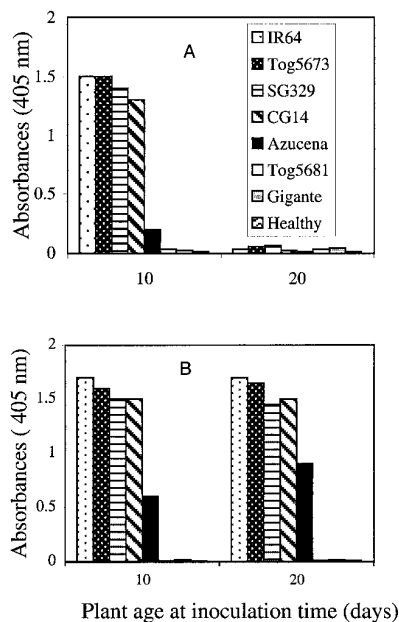 2
1.5
1
0.5
0
Absorbances (405 nm)
A
IR64
Tog5673
SG329
CG14
Azucena
Tog5681
Gigante
Healthy
10
20
2
1.5
1
0.5
0
Absorbances ( 405 nm)
B
10
20
Plant age at inoculation time (days)